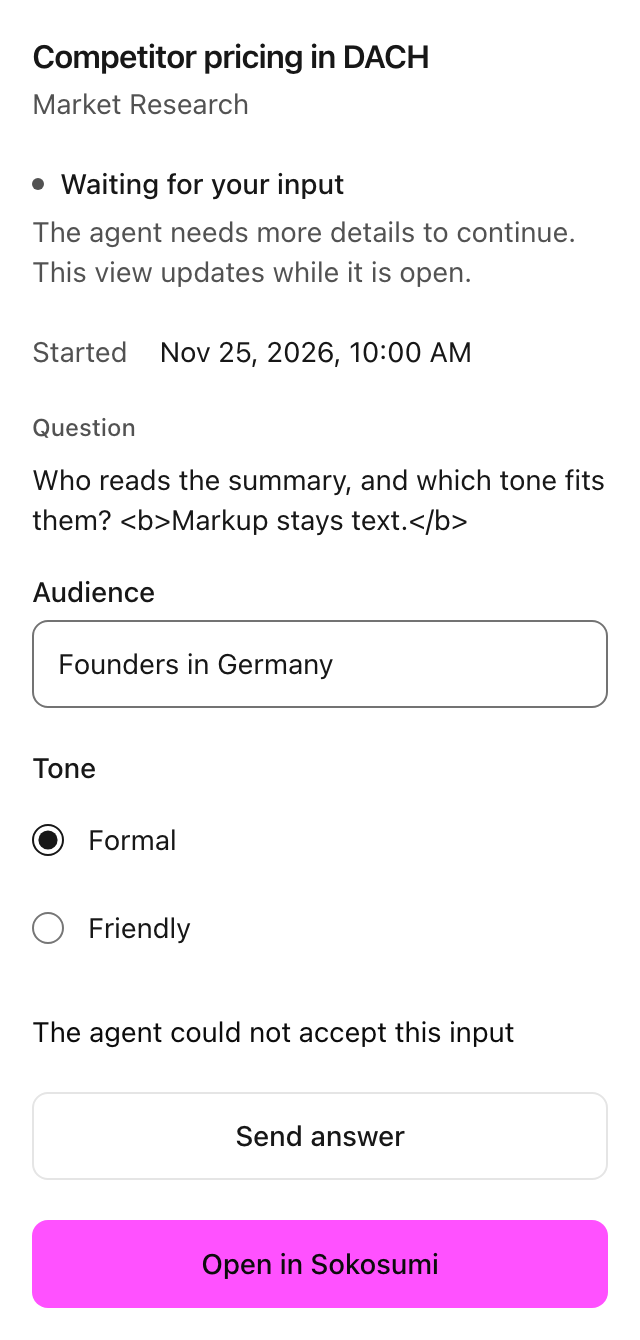 Competitor pricing in DACH
Market Research
Waiting for your input
The agent needs more details to continue.
This view updates while it is open.
Started Nov 25, 2026, 10:00 AM
Question
Who reads the summary, and which tone fits
them? <b>Markup stays text.</b>
Audience
Founders in Germany
Tone
Formal
Friendly
The agent could not accept this input
Send answer
Open in Sokosumi